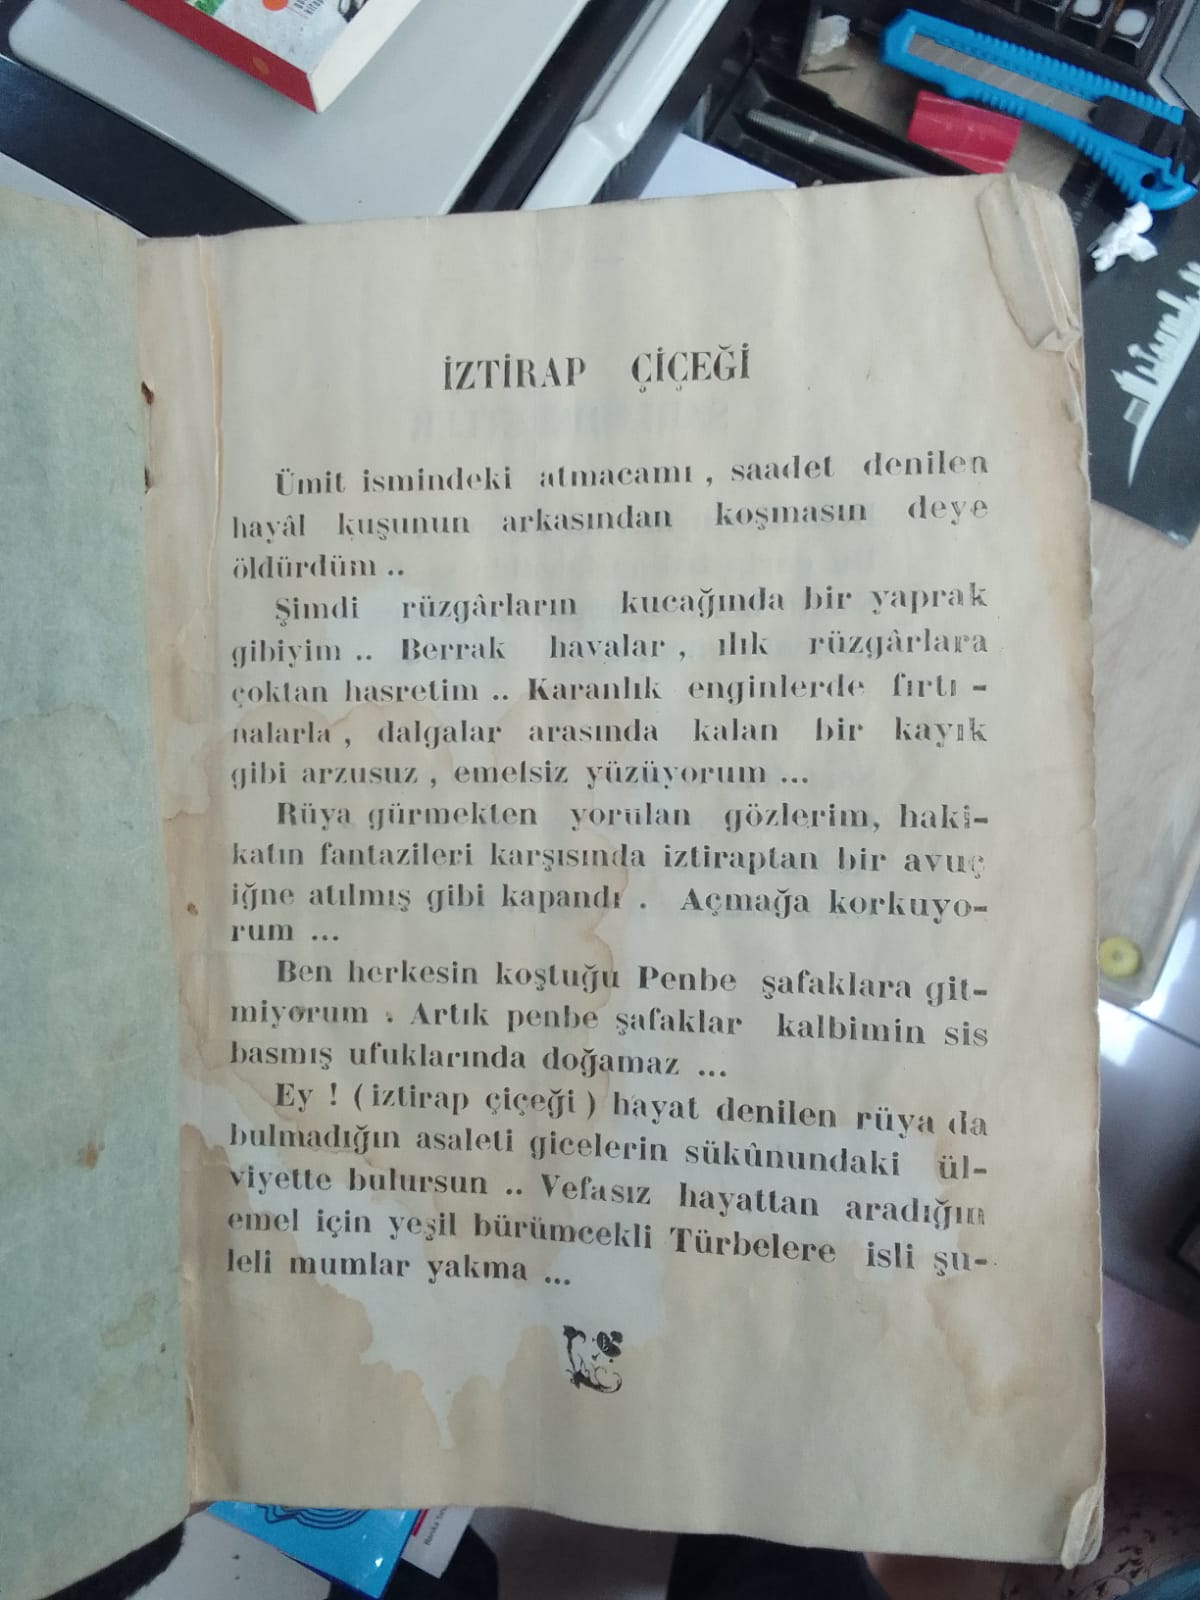 İZTİRAP ÇİÇEĞİ
Ümit ismindeki atmacamı , saadet denilen
hayâl kuşunun arkasından koşmasın deye
öldürdüm ..
Şimdi rüzgârların kucağında bir yaprak
gibiyim .. Berrak havalar , ılık rüzgârlara
çoktan hasretim .. Karanlık enginlerde fırtı -
nalarla , dalgalar arasında kalan bir kayık
gibi arzusuz , emelsiz yüzüyorum ...
Rüya gürmekten yorulan gözlerim, haki-
katın fantazileri karşısında iztiraptan bir avuç
iğne atılmış gibi kapandı . Açmağa korkuyo-
rum ...
Ben herkesin koştuğu Penbe şafaklara git-
miyorum . Artık penbe şafaklar kalbimin sis
basmış ufuklarında doğamaz ...
Ey ! ( iztirap çiçeği ) hayat denilen rüya da
bulmadığın asaleti gicelerin sükûnundaki ül-
viyette bulursun .. Vefasız hayattan aradığın
emel için yeşil bürümcekli Türbelere isli şu-
leli mumlar yakma ...